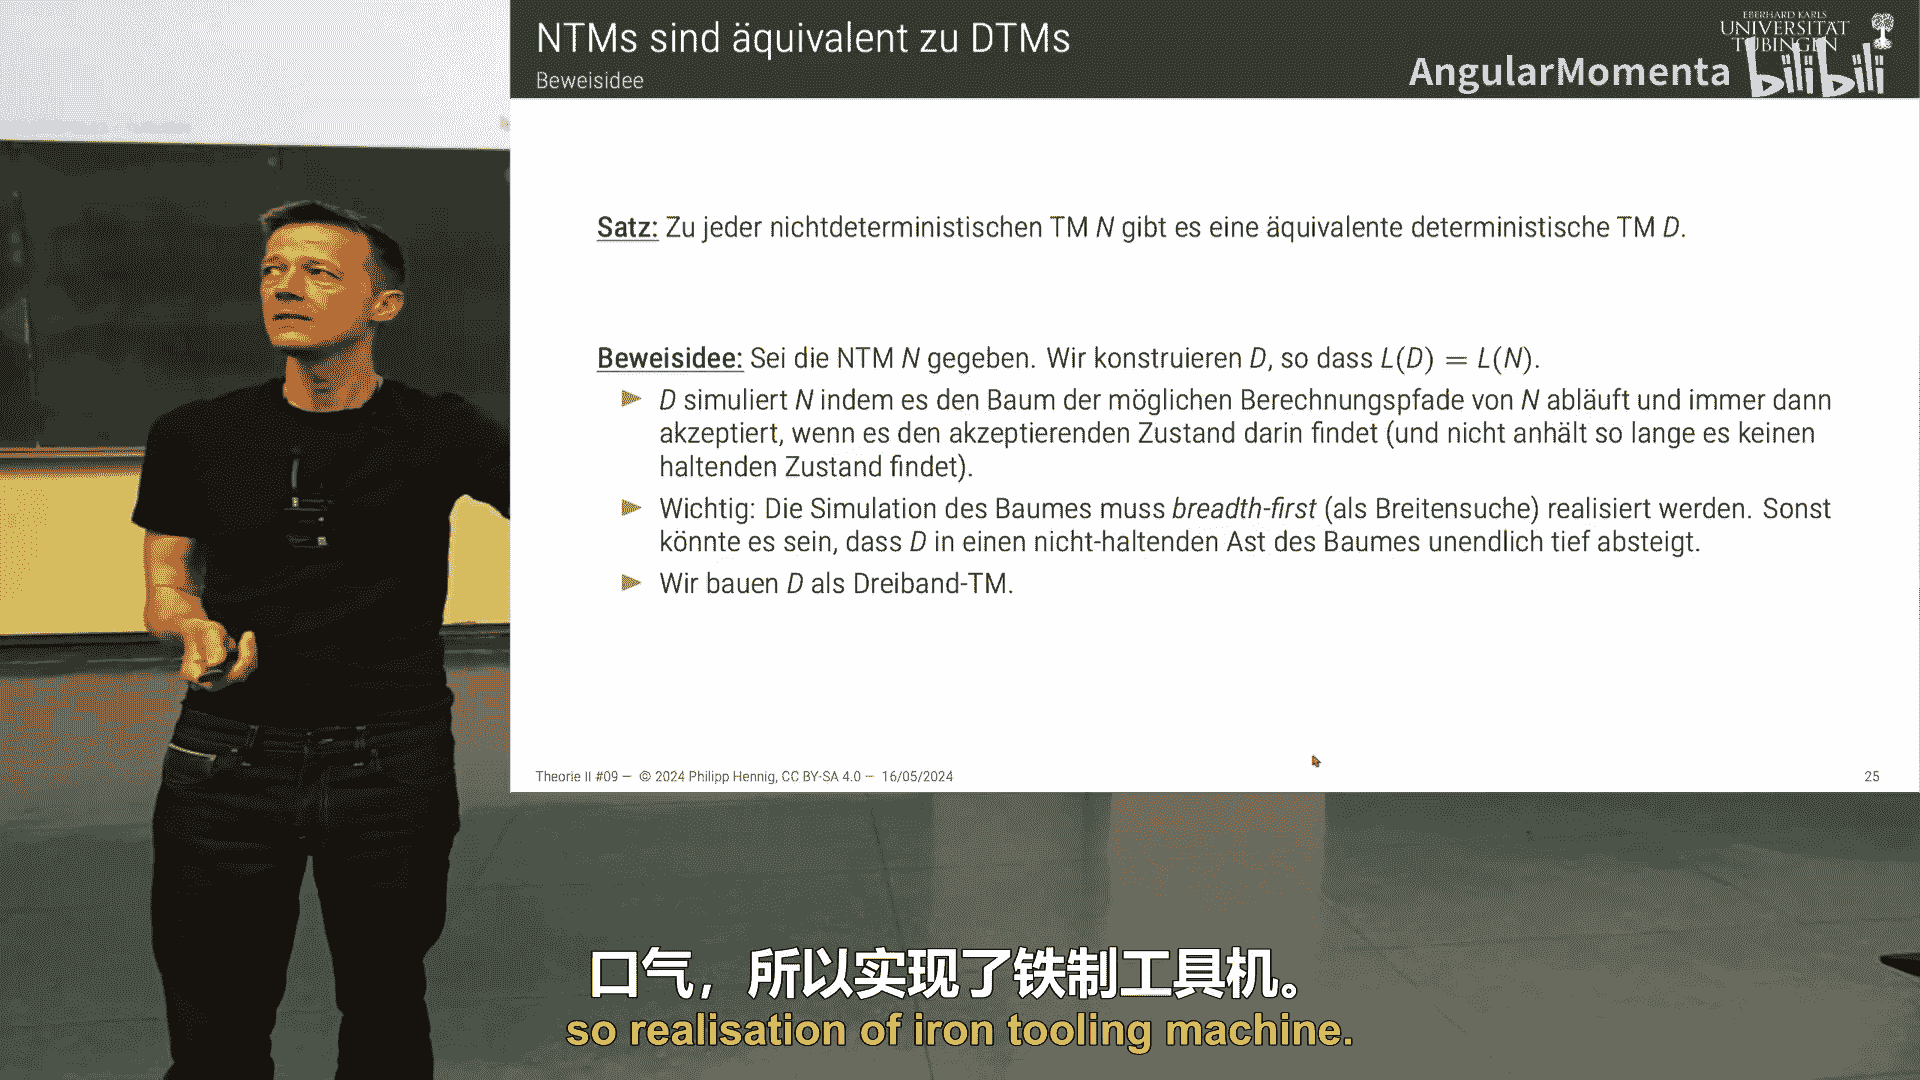 NTMs sind äquivalent zu DTMs
Beweisidee
EBERHARD KARLS
UNIVERSITÄT
TÜBINGEN
AngularMomenta
bilibili
Satz: Zu jeder nichtdeterministischen TM N gibt es eine äquivalente deterministische TM D.
Beweisidee: Sei die NTM N gegeben. Wir konstruieren D, so dass L(D) = L(N).
D simuliert N indem es den Baum der möglichen Berechnungspfade von N abläuft und immer dann
akzeptiert, wenn es den akzeptierenden Zustand darin findet (und nicht anhält so lange es keinen
haltenden Zustand findet).
Wichtig: Die Simulation des Baumes muss breadth-first (als Breitensuche) realisiert werden. Sonst
könnte es sein, dass D in einen nicht-haltenden Ast des Baumes unendlich tief absteigt.
Wir bauen D als Dreiband-TM.
Theorie II #09 — © 2024 Philipp Hennig, CC BY-SA 4.0 — 16/05/2024
25
口气，所以实现了铁制工具机。
so realisation of iron tooling machine.